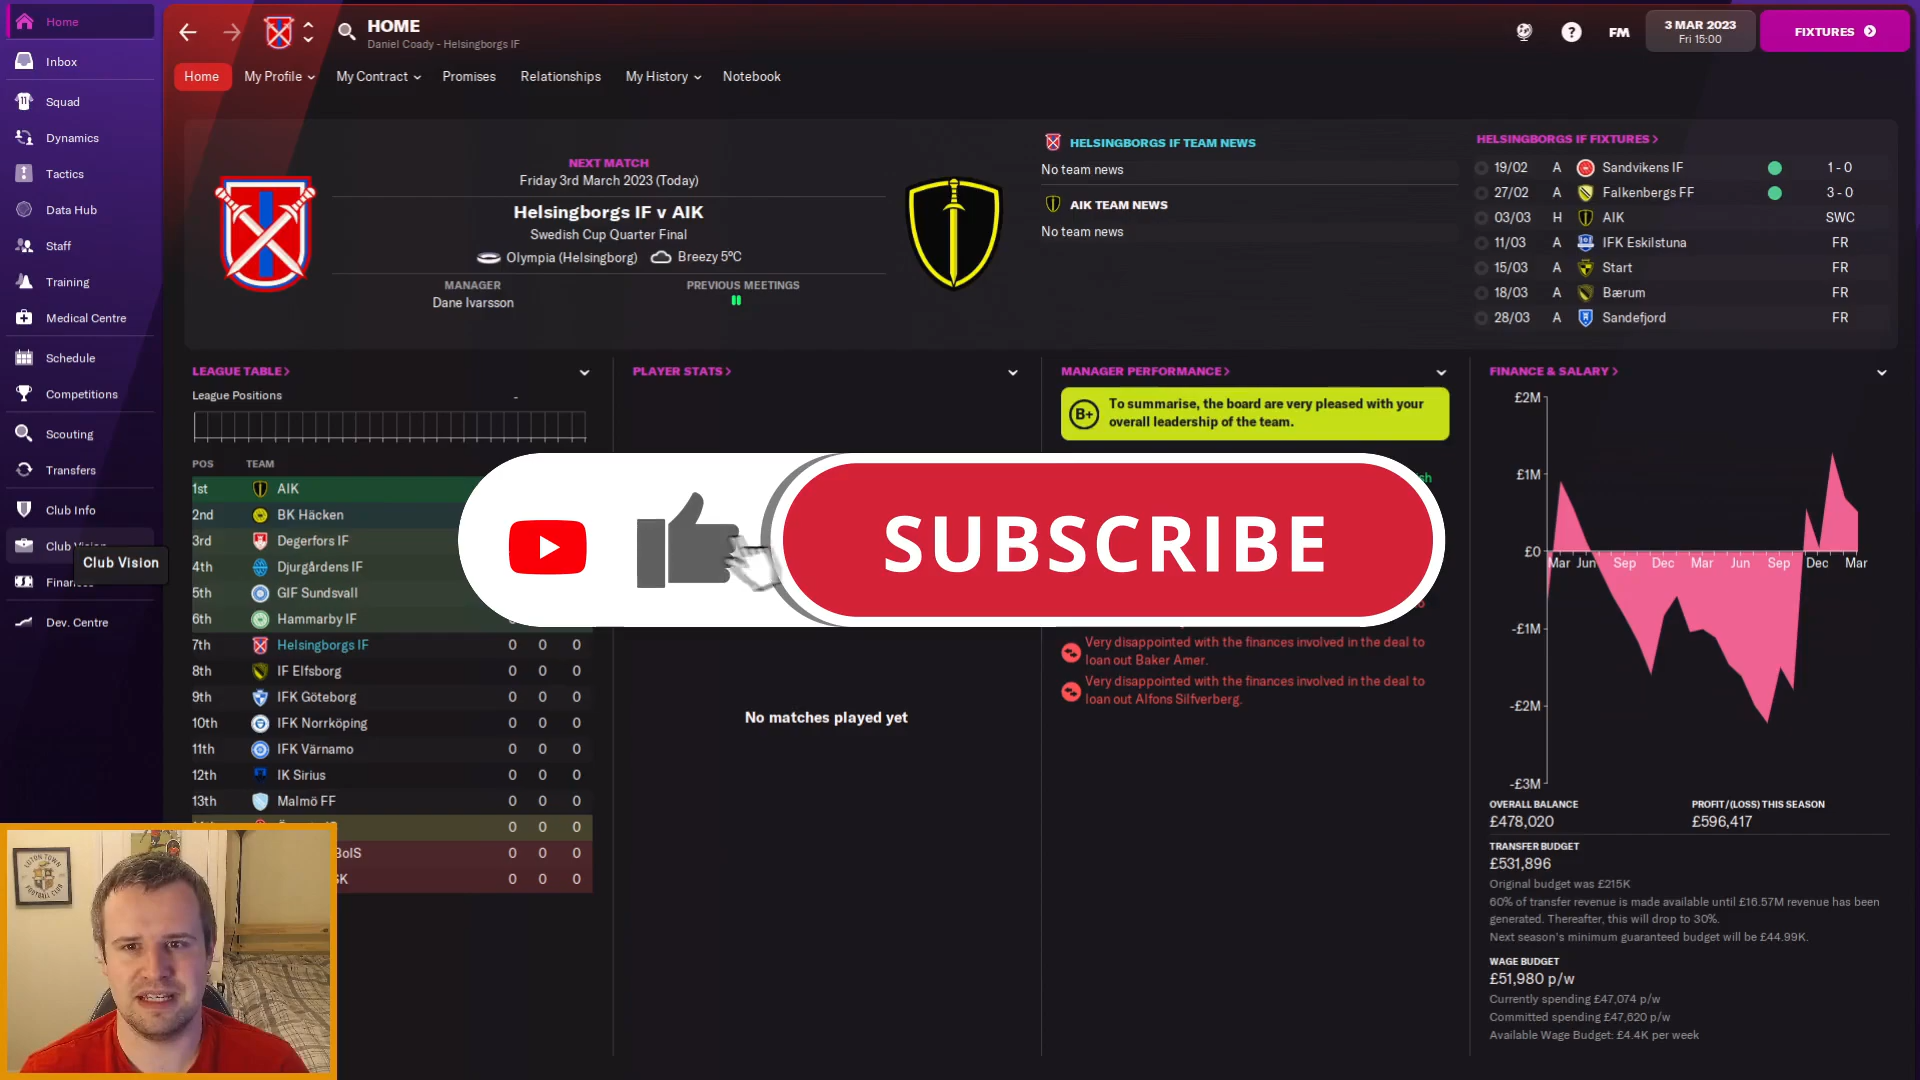 Home
Inbox
Squad
Dynamics
Tactics
Data Hub
Staff
Training
Medical Centre
Schedule
Competitions
Scouting
Transfers
Club Info
Club Vision
Club Vision
Finances
Dev. Centre
HOME
Daniel Coady - Helsingborgs IF
FM
3 MAR 2023
Fri 15:00
FIXTURES
Home
My Profile
My Contract
Promises
Relationships
My History
Notebook
NEXT MATCH
Friday 3rd March 2023 (Today)
Helsingborgs IF v AIK
Swedish Cup Quarter Final
Olympia (Helsingborg) Breezy 5ºC
MANAGER
Dane Ivarsson
PREVIOUS MEETINGS
HELSINGBORGS IF TEAM NEWS
No team news
AIK TEAM NEWS
No team news
HELSINGBORGS IF FIXTURES >
19/02 A Sandvikens IF 1 - 0
27/02 A Falkenbergs FF 3 - 0
03/03 H AIK SWC
11/03 A IFK Eskilstuna FR
15/03 A Start FR
18/03 A Bærum FR
28/03 A Sandefjord FR
LEAGUE TABLE >
League Positions -
POS TEAM
1st AIK
2nd BK Häcken
3rd Degerfors IF
4th Djurgårdens IF
5th GIF Sundsvall
6th Hammarby IF
7th Helsingborgs IF 0 0 0
8th IF Elfsborg 0 0 0
9th IFK Göteborg 0 0 0
10th IFK Norrköping 0 0 0
11th IFK Värnamo 0 0 0
12th IK Sirius 0 0 0
13th Malmö FF 0 0 0
0 0 0
BoIS 0 0 0
SK 0 0 0
PLAYER STATS >
No matches played yet
MANAGER PERFORMANCE >
B+
To summarise, the board are very pleased with your
overall leadership of the team.
Very disappointed with the finances involved in the deal to
loan out Baker Amer.
Very disappointed with the finances involved in the deal to
loan out Alfons Silfverberg.
SUBSCRIBE
FINANCE & SALARY >
£2M
£1M
£0
-£1M
-£2M
-£3M
Mar Jun Sep Dec Mar Jun Sep Dec Mar
OVERALL BALANCE
£478,020
PROFIT/(LOSS) THIS SEASON
£596,417
TRANSFER BUDGET
£531,896
Original budget was £215K
60% of transfer revenue is made available until £16.57M revenue has been
generated. Thereafter, this will drop to 30%.
Next season's minimum guaranteed budget will be £44.99K.
WAGE BUDGET
£51,980 p/w
Currently spending £47,074 p/w
Committed spending £47,620 p/w
Available Wage Budget: £4.4K per week
LUTON TOWN
FOOTBALL CLUB